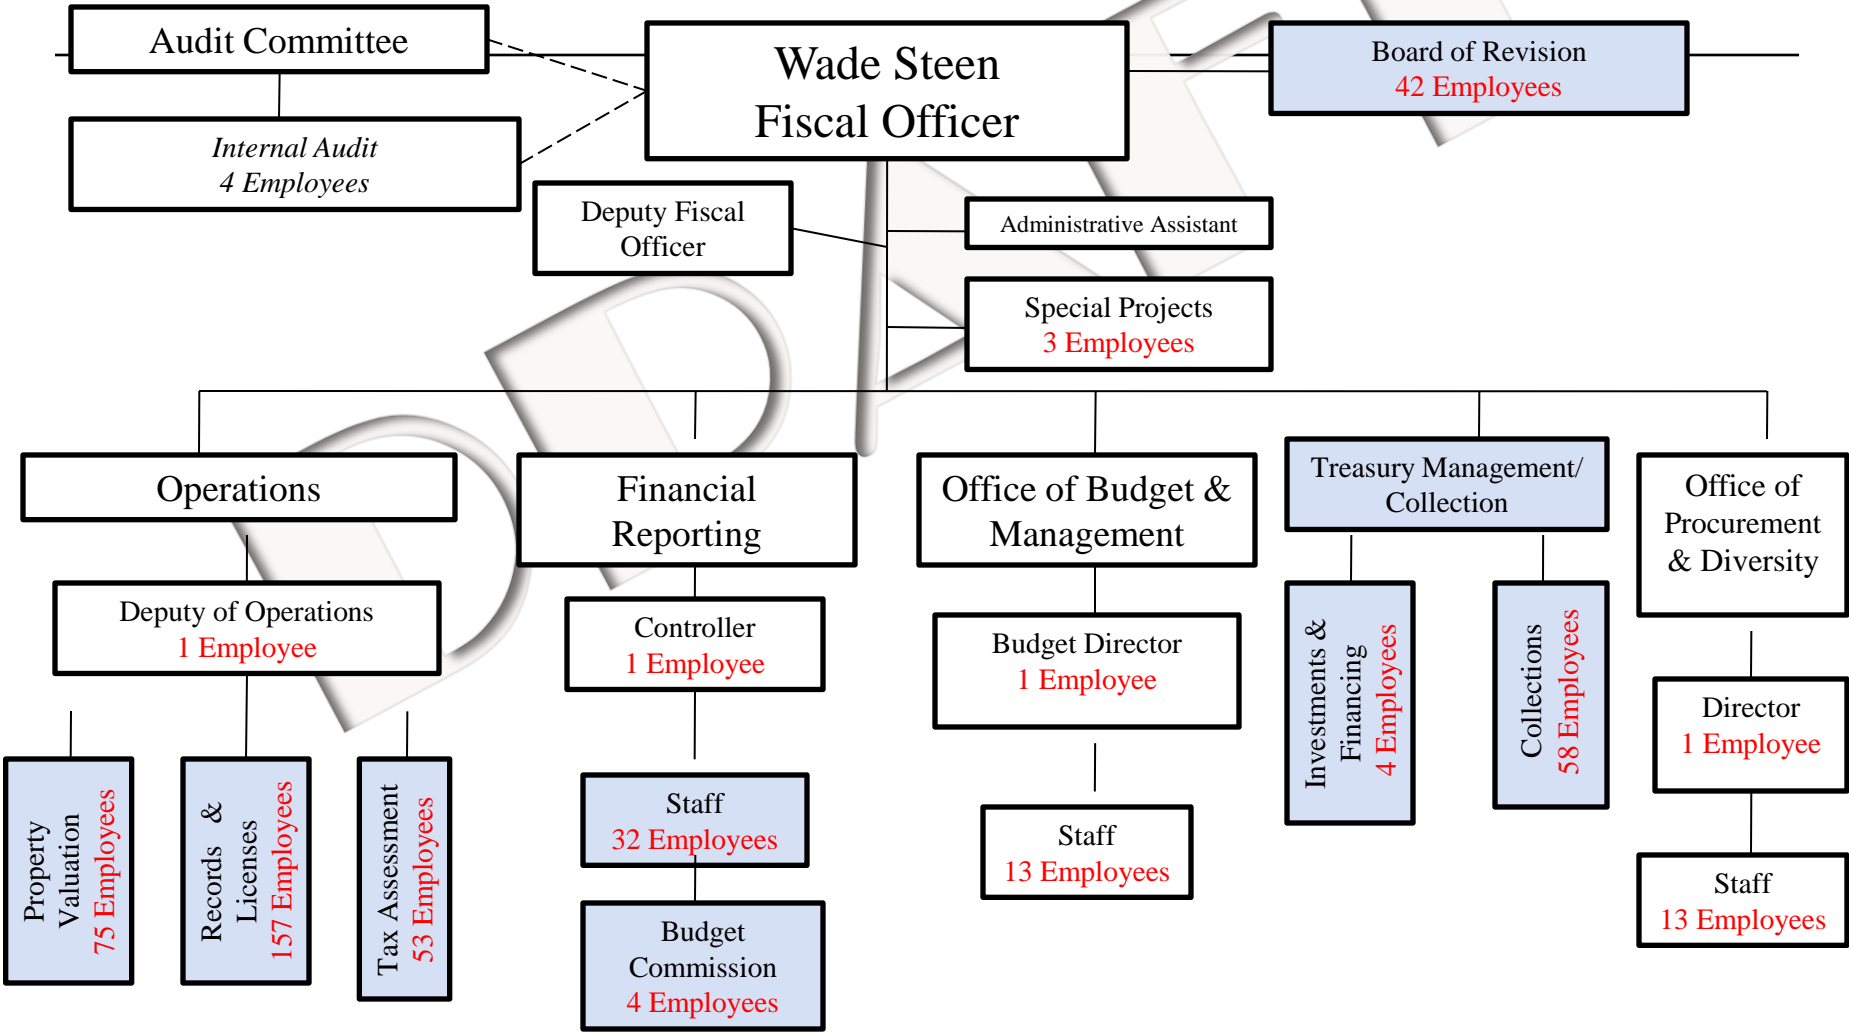 Audit Committee
Wade Steen
Fiscal Officer
Board of Revision
42 Employees
Internal Audit
4 Employees
Deputy Fiscal
Officer
Administrative Assistant
Special Projects
3 Employees
Operations
Financial
Reporting
Office of Budget &
Management
Treasury Management/
Collection
Office of
Procurement
& Diversity
Deputy of Operations
1 Employee
Controller
1 Employee
Budget Director
1 Employee
Investments &
Financing
4 Employees
Collections
58 Employees
Director
1 Employee
Property
Valuation
75 Employees
Records & 
Licenses
157 Employees
Tax Assessment
53 Employees
Staff
32 Employees
Staff
13 Employees
Staff
13 Employees
Budget
Commission
4 Employees
DRAFT